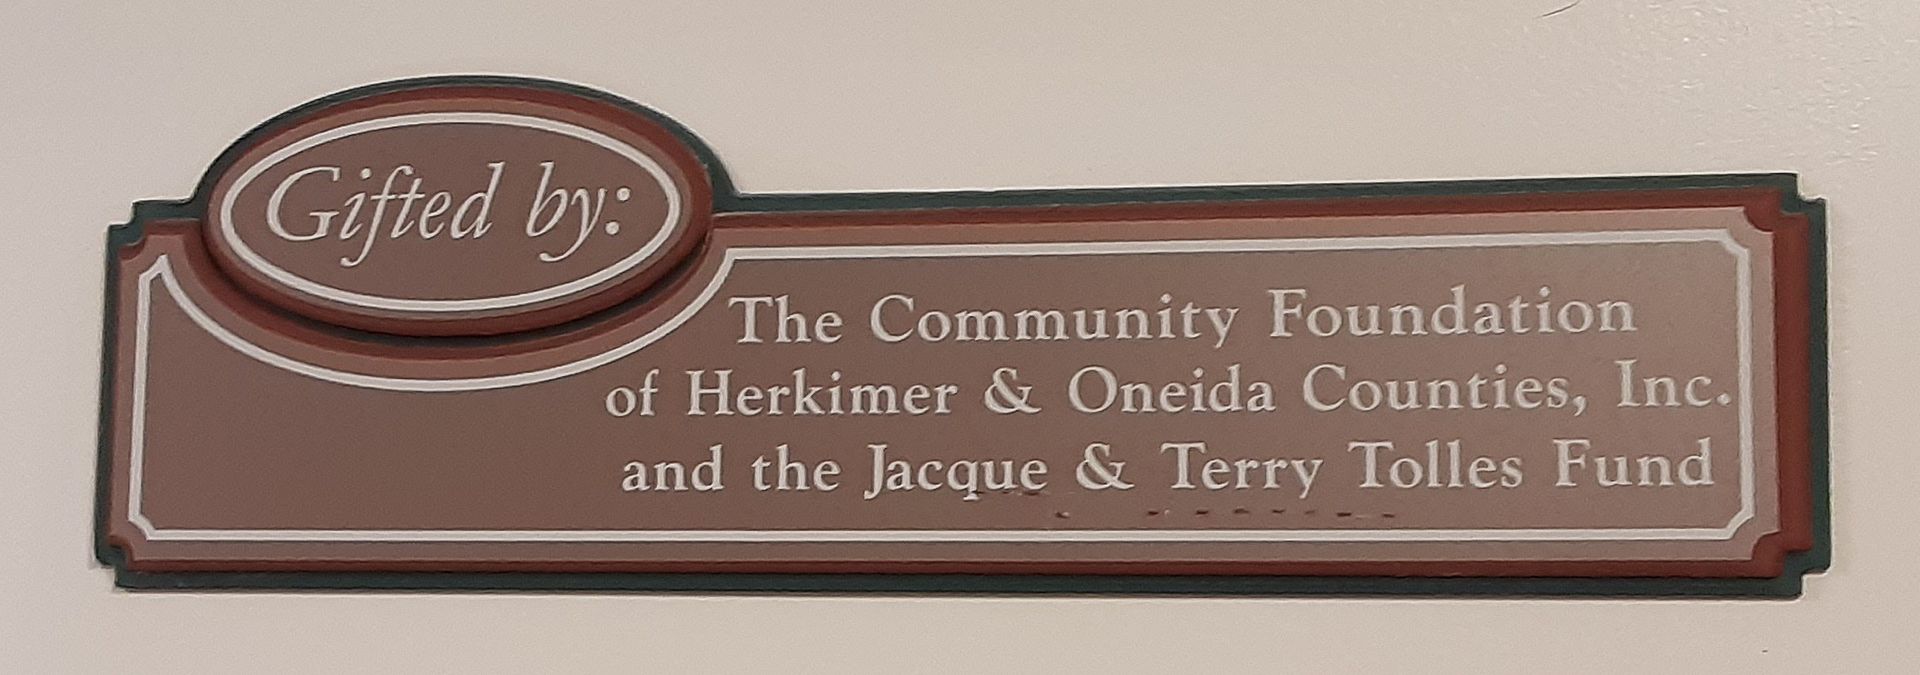 Gifted by:
The Community Foundation
of Herkimer & Oneida Counties, Inc.
and the Jacque & Terry Tolles Fund